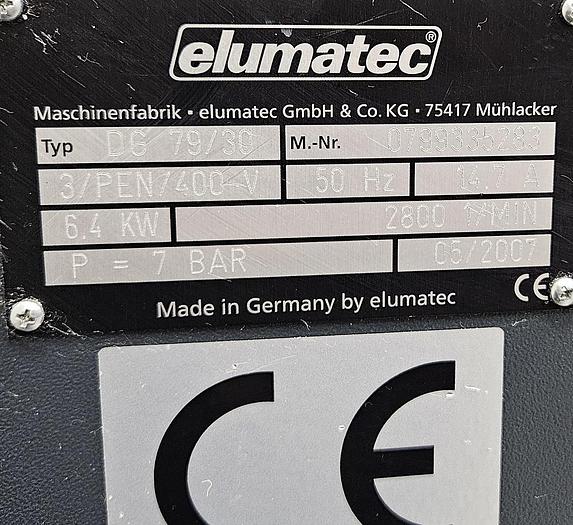 elumatec®
Maschinenfabrik • elumatec GmbH & Co. KG • 75417 Mühlacker
Typ DG 79/30 M.-Nr. 0799335283
3/PEN/400 V 50 Hz 14.7 A
6.4 KW 2800 1/MIN
P = 7 BAR 05/2007
CE
Made in Germany by elumatec
CE